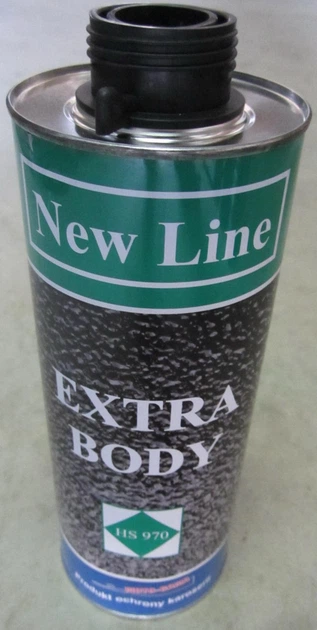 New Line
EXTRA
BODY
HS 970
Produkt ochrony karoserii